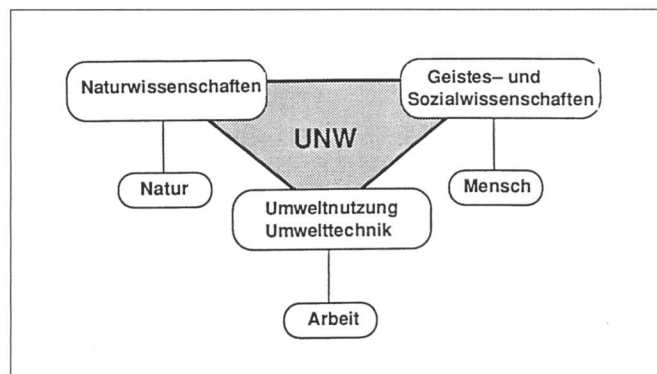 Naturwissenschaften
Geistes– und
Sozialwissenschaften
UNW
Natur
Mensch
Umweltnutzung
Umwelttechnik
Arbeit